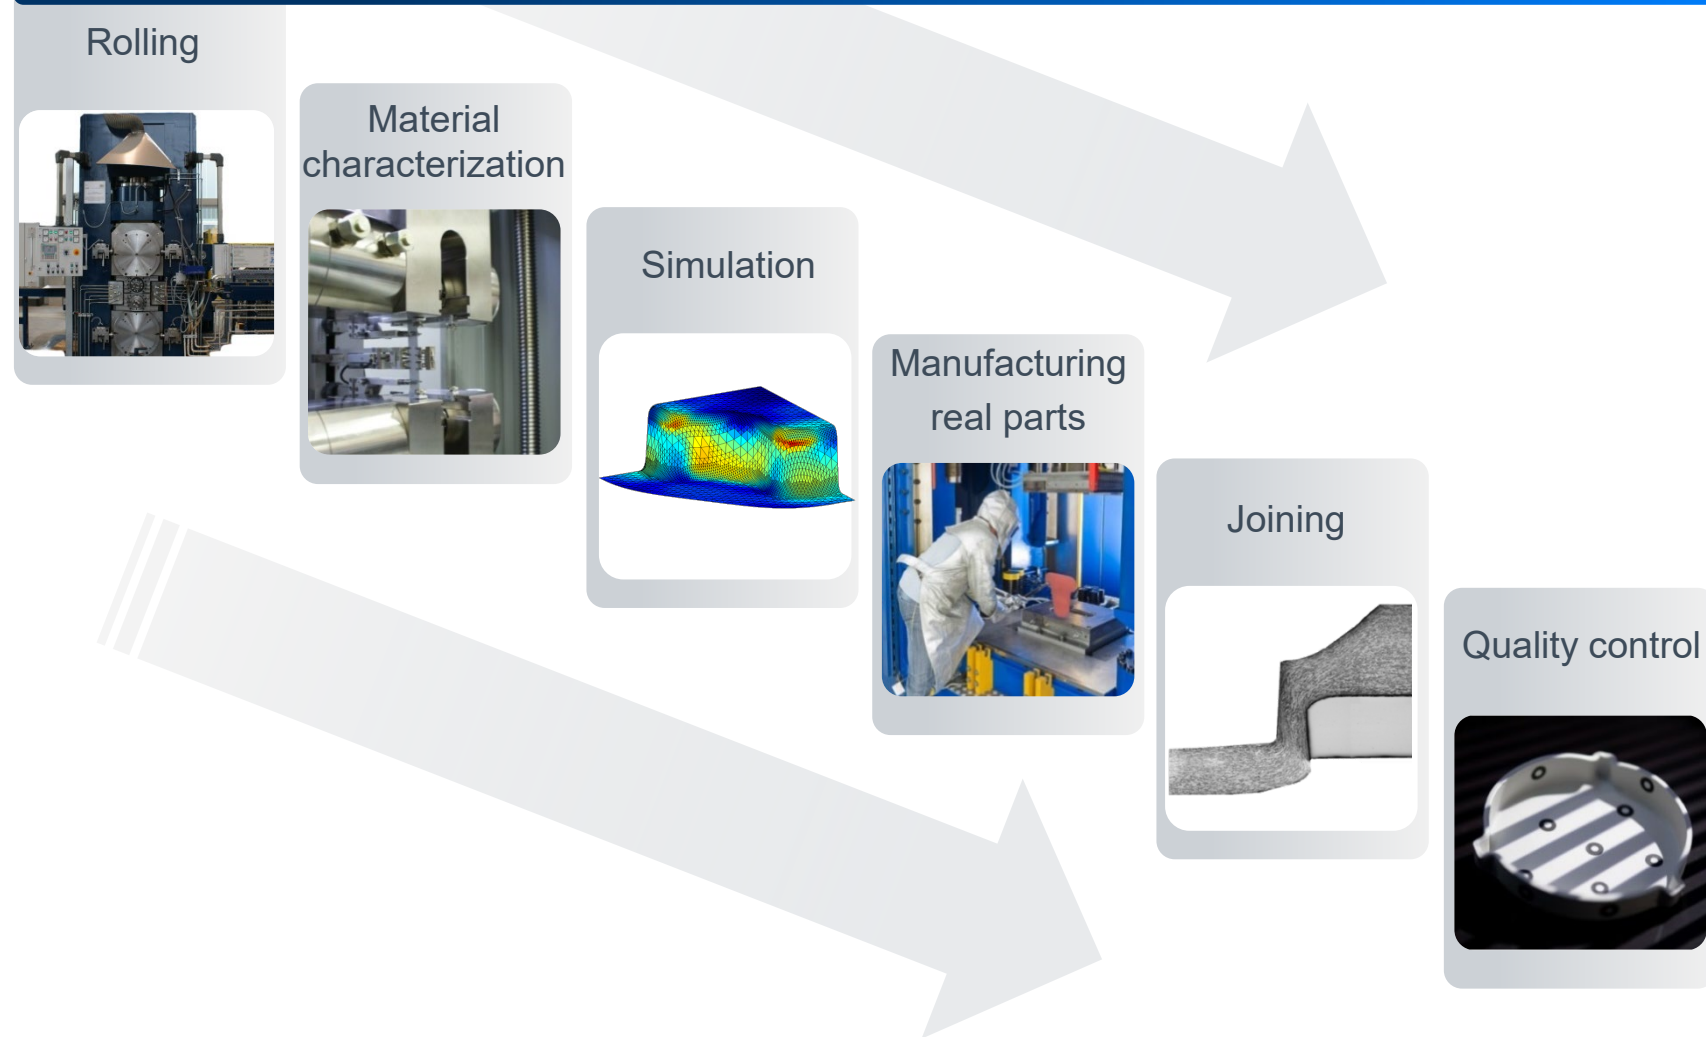 Rolling
Material
characterization
Simulation
Manufacturing
real parts
Joining
Quality control